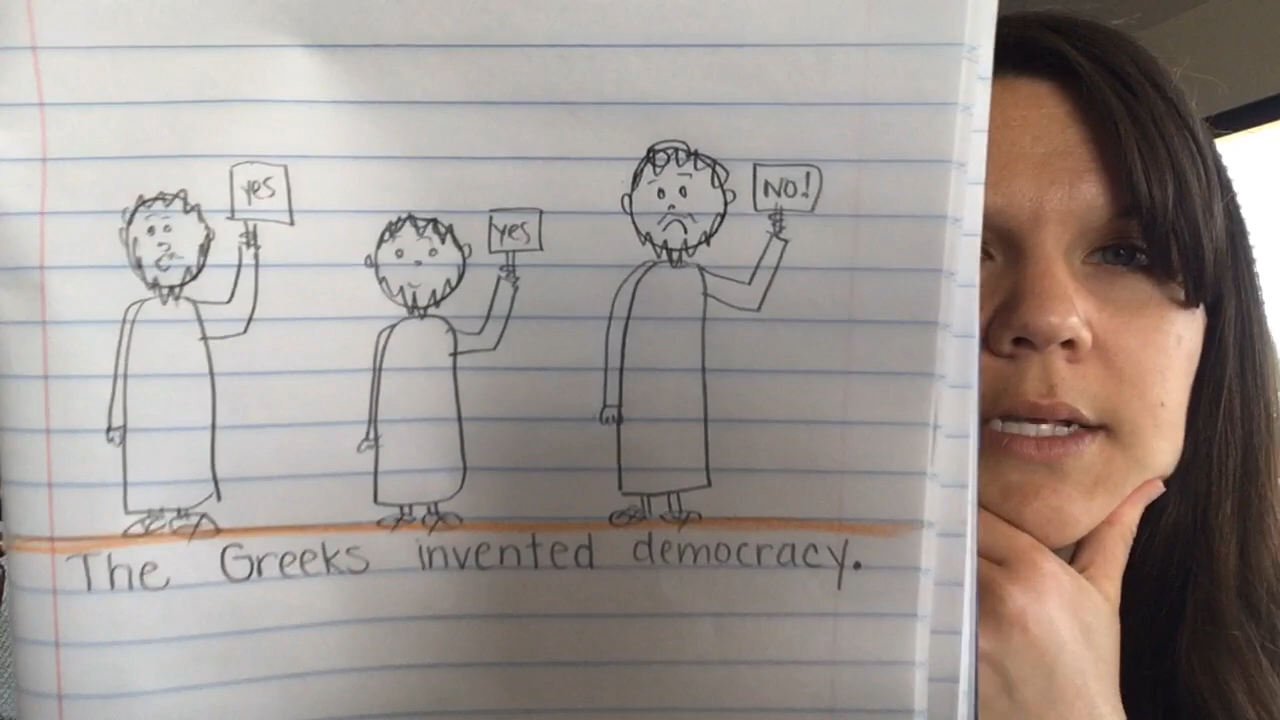 yes
yes
NO!
The Greeks invented democracy.